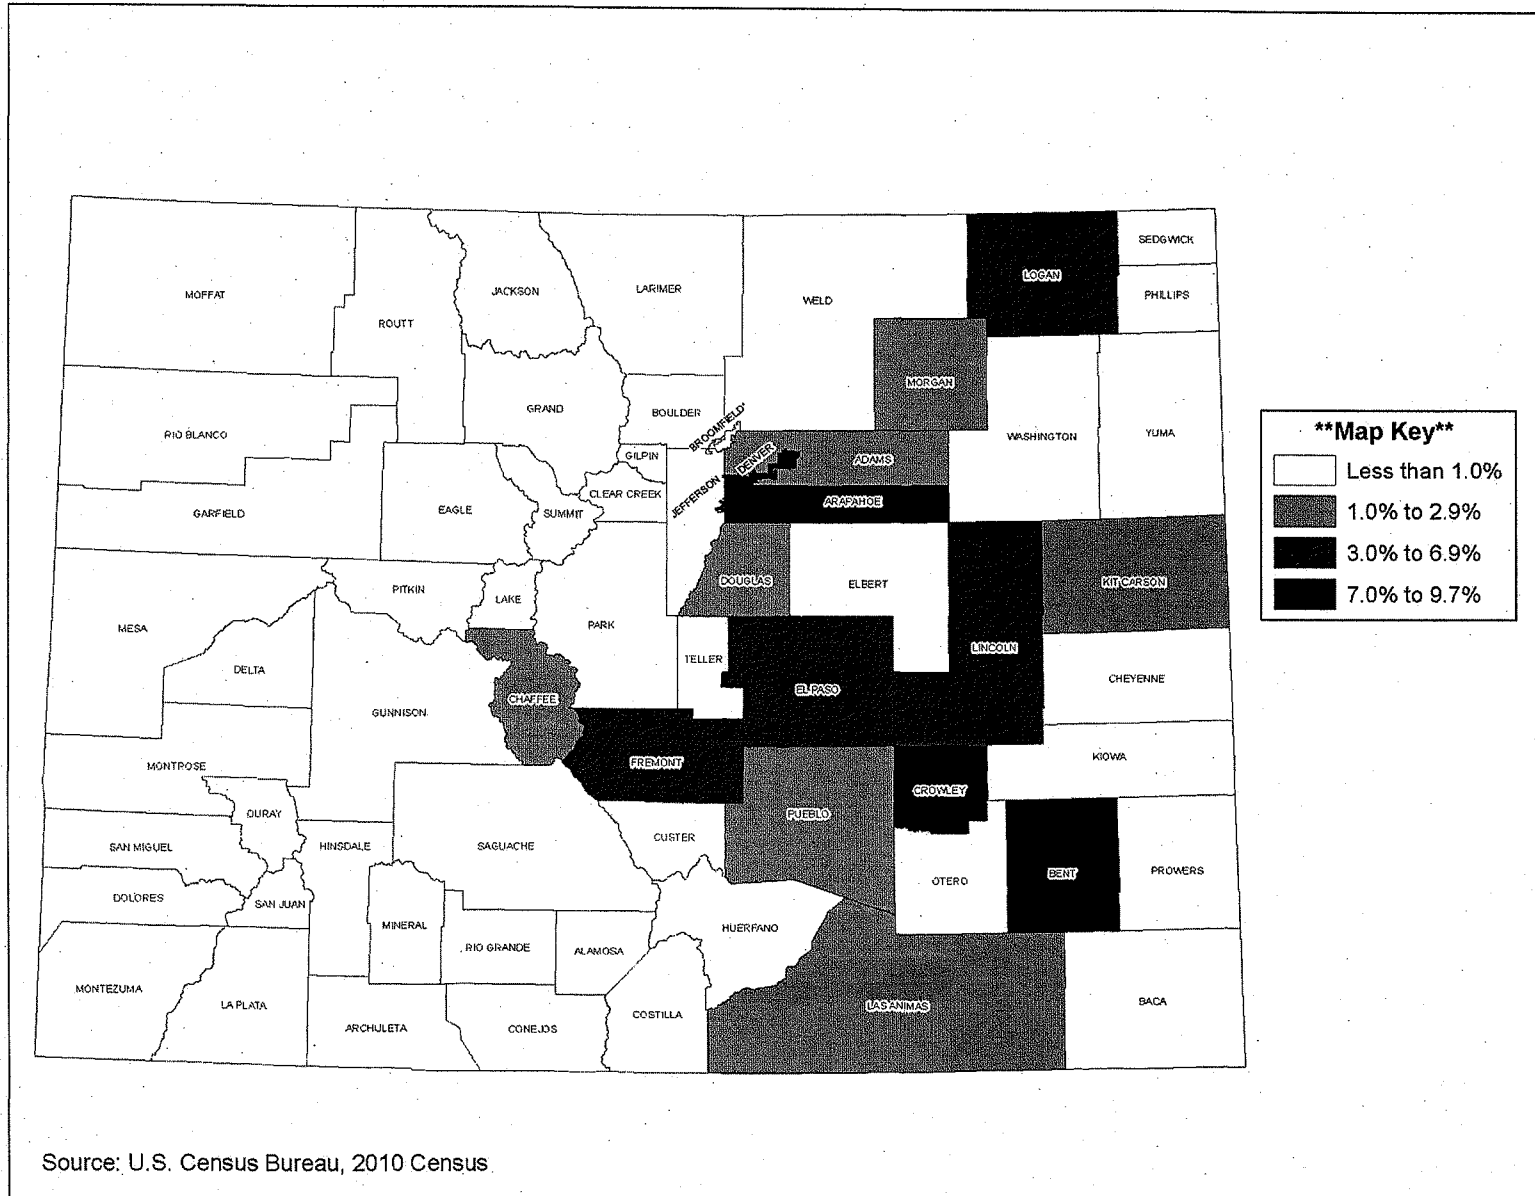 SEDGWICK
LOGAN
JACKSON
LARIMER
MOFFAT
PHILLIPS
WELD
ROUTT
MORGAN
GRAND
BOULDER
BROOMFIELD
RIO BLANCO
WASHINGTON
YUMA
GILPIN
DENVER
ADAMS
CLEAR CREEK
JEFFERSON
ARAPAHOE
GARFIELD
EAGLE
SUMMIT
DOUGLAS
ELBERT
KIT CARSON
PITKIN
LAKE
PARK
MESA
LINCOLN
TELLER
DELTA
CHEYENNE
EL PASO
CHAFFEE
GUNNISON
KIOWA
MONTROSE
FREMONT
CROWLEY
OURAY
PUEBLO
CUSTER
SAN MIGUEL
HINSDALE
SAGUACHE
PROWERS
BENT
OTERO
DOLORES
SAN JUAN
MINERAL
HUERFANO
RIO GRANDE
ALAMOSA
MONTEZUMA
LA PLATA
LAS ANIMAS
BACA
COSTILLA
ARCHULETA
CONEJOS
**Map Key**
Less than 1.0%
1.0% to 2.9%
3.0% to 6.9%
7.0% to 9.7%
Source: U.S. Census Bureau, 2010 Census